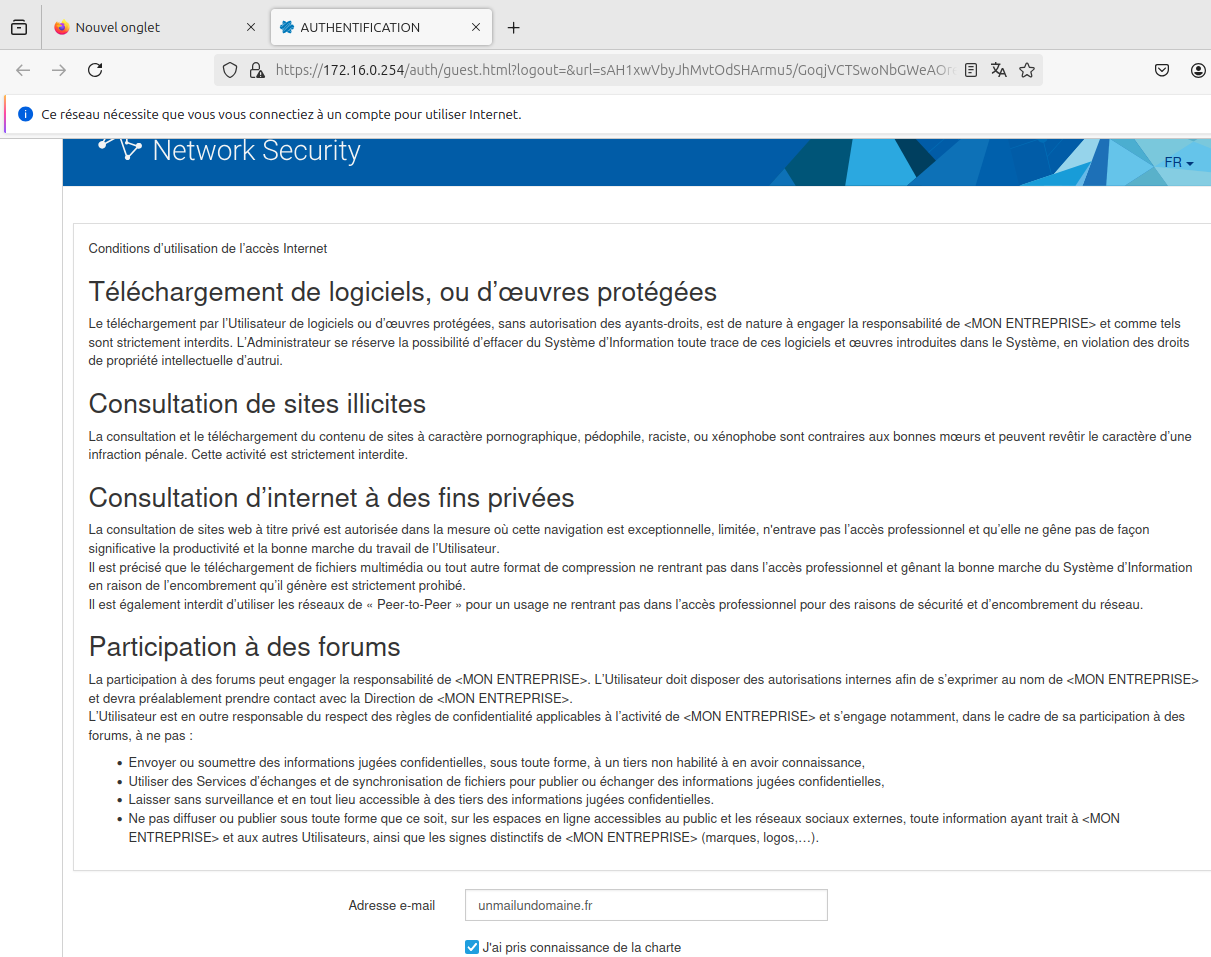 Nouvel onglet
AUTHENTIFICATION
https://172.16.0.254/auth/guest.html?logout=&url=sAH1xwVbyJhMvtOdSHArmu5/GoqjVCTSwoNbGWeAOr
Ce réseau nécessite que vous vous connectiez à un compte pour utiliser Internet.
Network Security
FR
Conditions d'utilisation de l'accès Internet
Téléchargement de logiciels, ou d'œuvres protégées
Le téléchargement par l'Utilisateur de logiciels ou d'œuvres protégées, sans autorisation des ayants-droits, est de nature à engager la responsabilité de <MON ENTREPRISE> et comme tels
sont strictement interdits. L'Administrateur se réserve la possibilité d'effacer du Système d'Information toute trace de ces logiciels et œuvres introduites dans le Système, en violation des droits
de propriété intellectuelle d'autrui.
Consultation de sites illicites
La consultation et le téléchargement du contenu de sites à caractère pornographique, pédophile, raciste, ou xénophobe sont contraires aux bonnes mœurs et peuvent revêtir le caractère d'une
infraction pénale. Cette activité est strictement interdite.
Consultation d'internet à des fins privées
La consultation de sites web à titre privé est autorisée dans la mesure où cette navigation est exceptionnelle, limitée, n'entrave pas l'accès professionnel et qu'elle ne gêne pas de façon
significative la productivité et la bonne marche du travail de l'Utilisateur.
Il est précisé que le téléchargement de fichiers multimédia ou tout autre format de compression ne rentrant pas dans l'accès professionnel et gênant la bonne marche du Système d'Information
en raison de l'encombrement qu'il génère est strictement prohibé.
Il est également interdit d'utiliser les réseaux de « Peer-to-Peer » pour un usage ne rentrant pas dans l'accès professionnel pour des raisons de sécurité et d'encombrement du réseau.
Participation à des forums
La participation à des forums peut engager la responsabilité de <MON ENTREPRISE>. L'Utilisateur doit disposer des autorisations internes afin de s'exprimer au nom de <MON ENTREPRISE>
et devra préalablement prendre contact avec la Direction de <MON ENTREPRISE>.
L'Utilisateur est en outre responsable du respect des règles de confidentialité applicables à l'activité de <MON ENTREPRISE> et s'engage notamment, dans le cadre de sa participation à des
forums, à ne pas :
• Envoyer ou soumettre des informations jugées confidentielles, sous toute forme, à un tiers non habilité à en avoir connaissance,
• Utiliser des Services d'échanges et de synchronisation de fichiers pour publier ou échanger des informations jugées confidentielles,
• Laisser sans surveillance et en tout lieu accessible à des tiers des informations jugées confidentielles.
• Ne pas diffuser ou publier sous toute forme que ce soit, sur les espaces en ligne accessibles au public et les réseaux sociaux externes, toute information ayant trait à <MON
ENTREPRISE> et aux autres Utilisateurs, ainsi que les signes distinctifs de <MON ENTREPRISE> (marques, logos,…).
Adresse e-mail
unmailundomaine.fr
J'ai pris connaissance de la charte